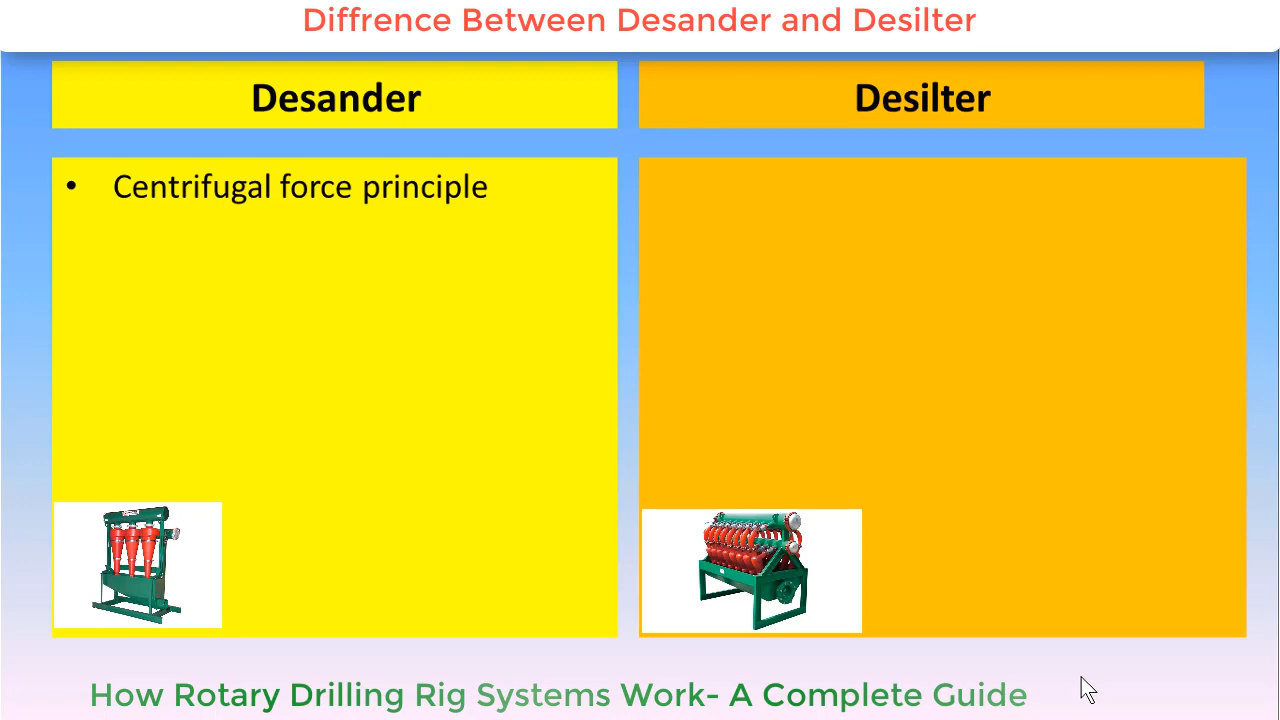 Diffrence Between Desander and Desilter
Desander
Desilter
• Centrifugal force principle
How Rotary Drilling Rig Systems Work- A Complete Guide